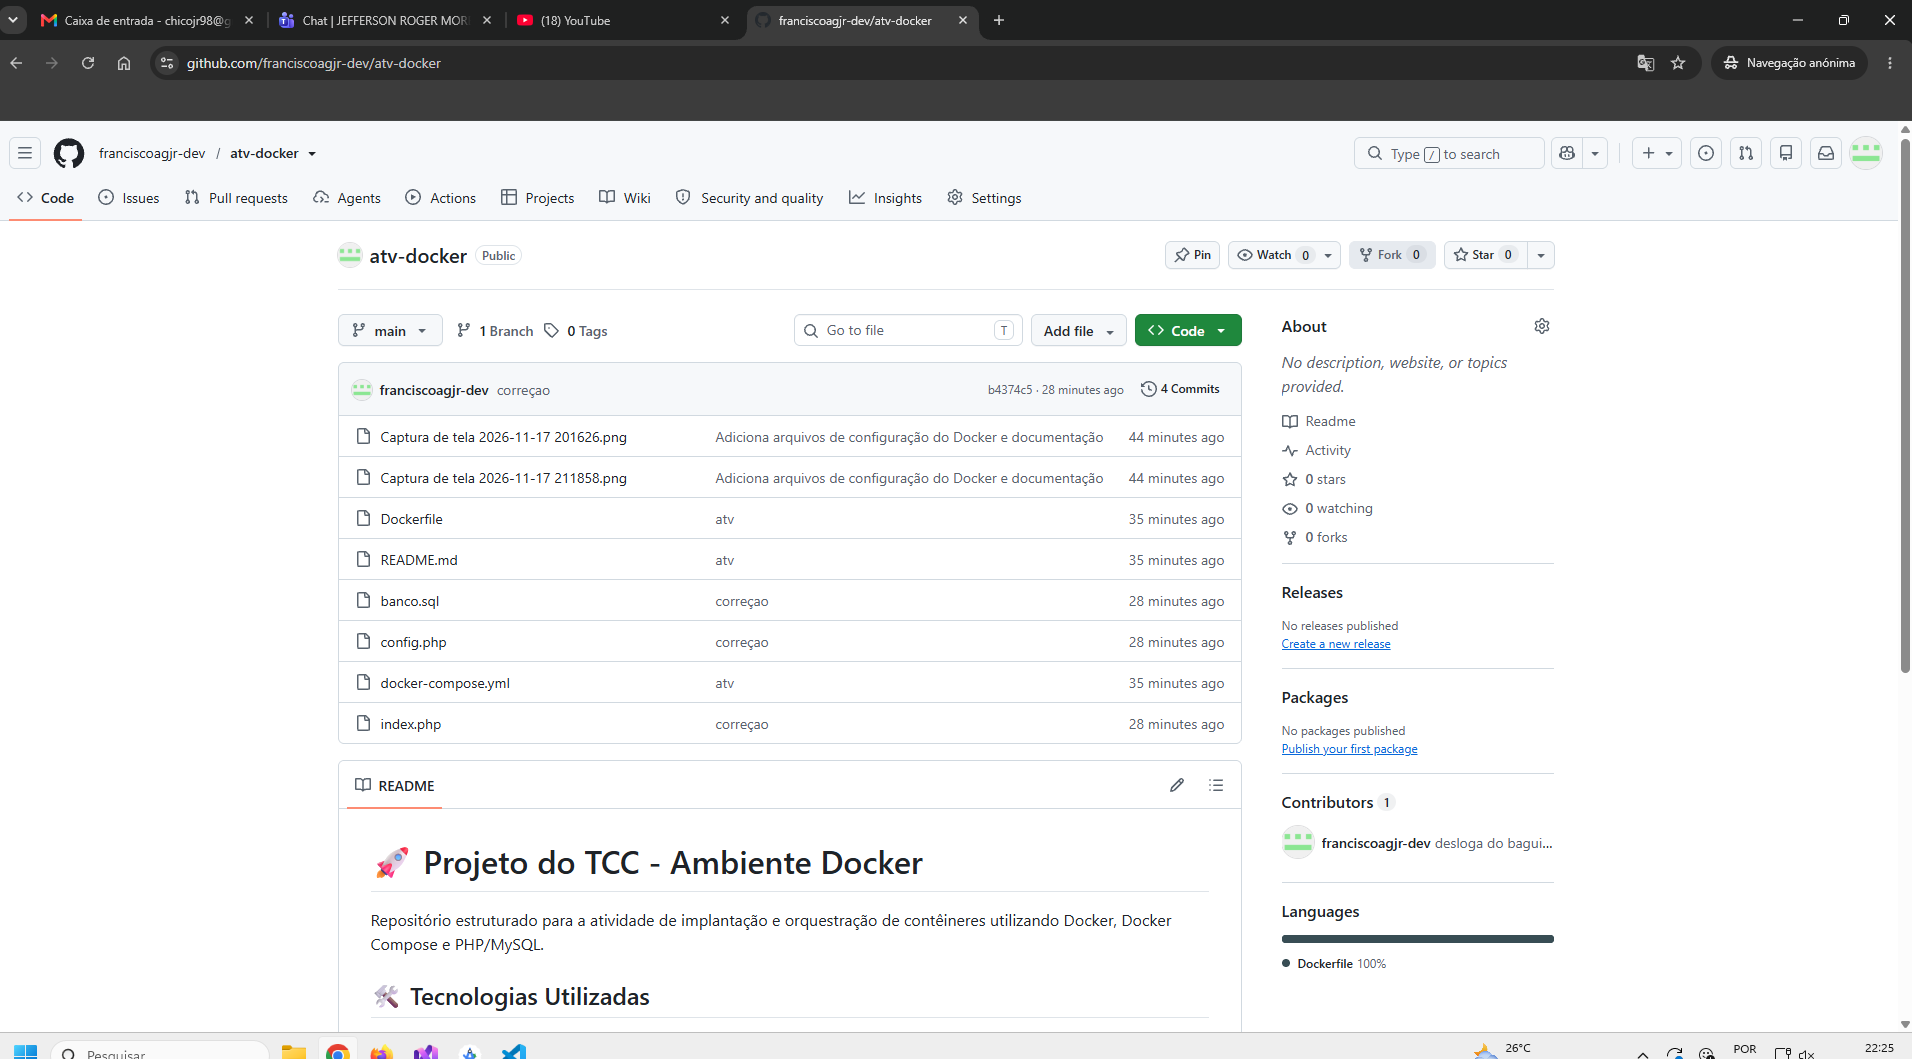 Caixa de entrada - chicojr98@g
Chat | JEFFERSON ROGER MOR
(18) YouTube
franciscoagjr-dev/atv-docker
github.com/franciscoagjr-dev/atv-docker
Navegação anónima
franciscoagjr-dev / atv-docker
Type / to search
Code
Issues
Pull requests
Agents
Actions
Projects
Wiki
Security and quality
Insights
Settings
atv-docker Public
Pin
Watch 0
Fork 0
Star 0
main
1 Branch
0 Tags
Go to file T
Add file
Code
franciscoagjr-dev correçao b4374c5 · 28 minutes ago 4 Commits
Captura de tela 2026-11-17 201626.png Adiciona arquivos de configuração do Docker e documentação 44 minutes ago
Captura de tela 2026-11-17 211858.png Adiciona arquivos de configuração do Docker e documentação 44 minutes ago
Dockerfile atv 35 minutes ago
README.md atv 35 minutes ago
banco.sql correçao 28 minutes ago
config.php correçao 28 minutes ago
docker-compose.yml atv 35 minutes ago
index.php correçao 28 minutes ago
README
🚀 Projeto do TCC - Ambiente Docker
Repositório estruturado para a atividade de implantação e orquestração de contêineres utilizando Docker, Docker
Compose e PHP/MySQL.
🛠️ Tecnologias Utilizadas
About
No description, website, or topics
provided.
Readme
Activity
0 stars
0 watching
0 forks
Releases
No releases published
Create a new release
Packages
No packages published
Publish your first package
Contributors 1
franciscoagjr-dev desloga do bagui...
Languages
Dockerfile 100%
Pesquisar
26°C
POR
22:25